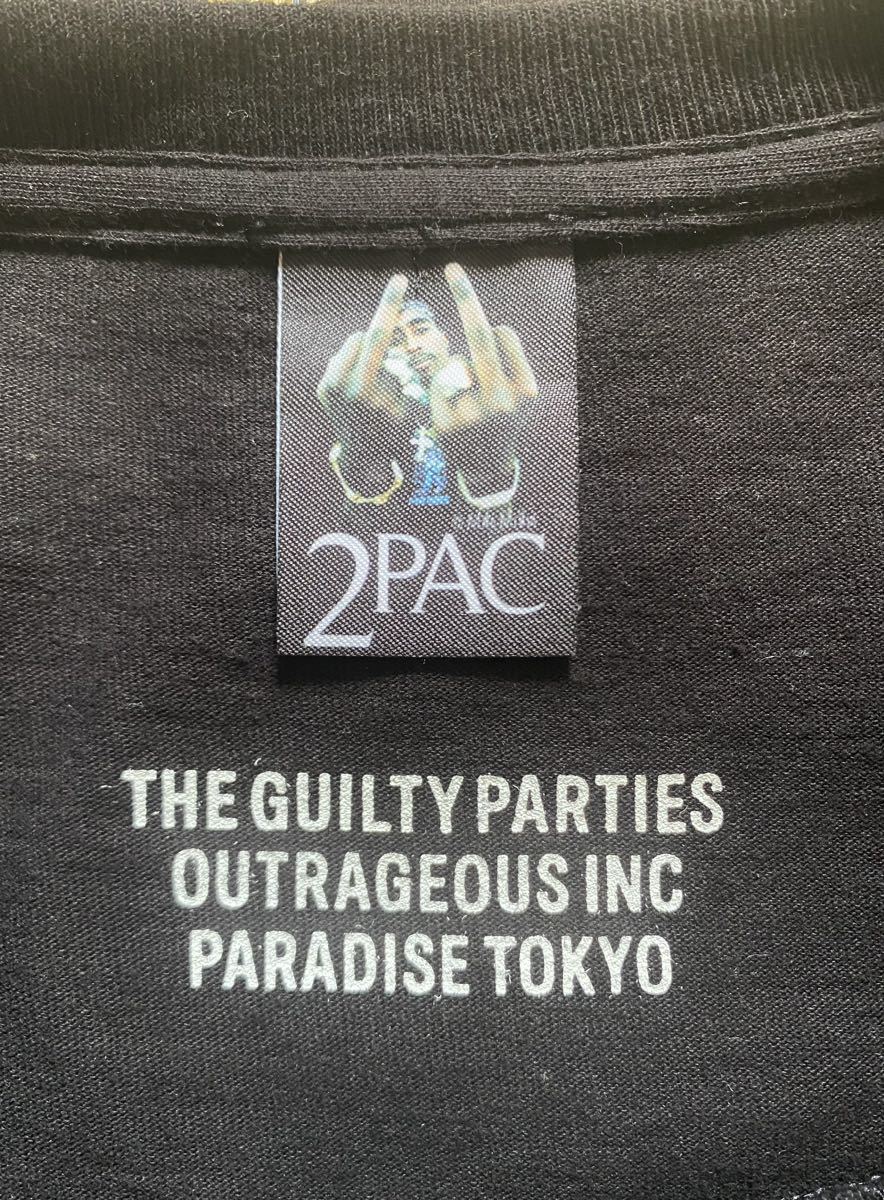 2PAC
THE GUILTY PARTIES
OUTRAGEOUS INC
PARADISE TOKYO